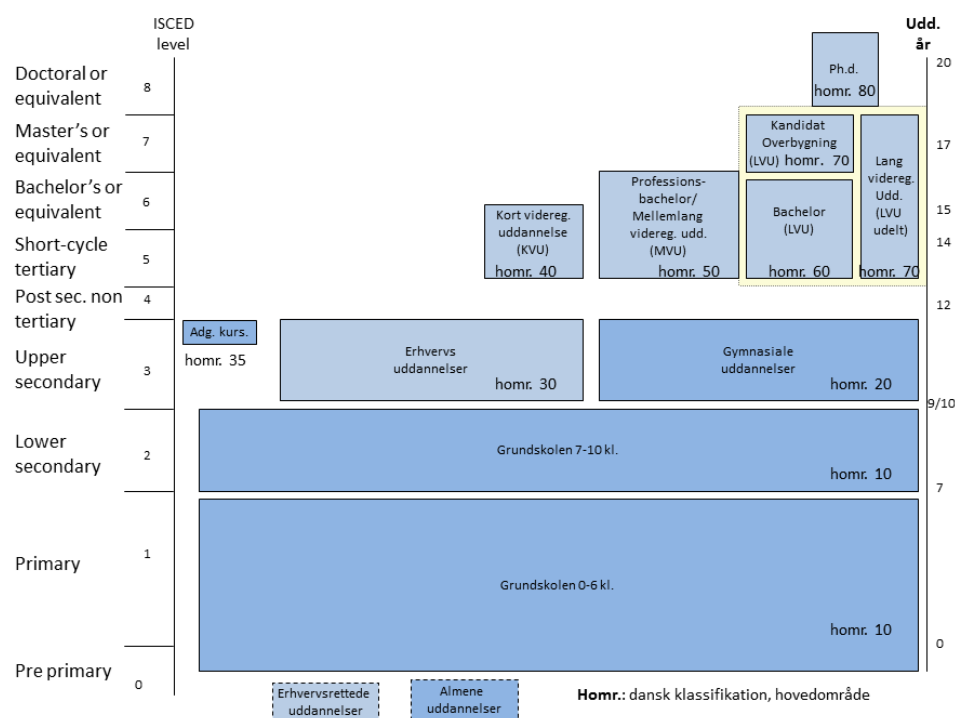 ISCED
level
Udd.
år
Doctoral or
equivalent
8
Ph.d.
homr. 80
20
Master's or
equivalent
7
Kandidat
Overbygning
(LVU) homr. 70
Lang
videreg.
Udd.
(LVU
udelt)
homr. 70
17
Bachelor's or
equivalent
6
Kort videreg.
uddannelse
(KVU)
homr. 40
Professions-
bachelor/
Mellemlang
videreg. udd.
(MVU)
homr. 50
Bachelor
(LVU)
homr. 60
15
14
Short-cycle
tertiary
5
Post sec. non
tertiary
4
12
Adg. kurs.
homr. 35
Upper
secondary
3
Erhvervs
uddannelser
homr. 30
Gymnasiale
uddannelser
homr. 20
9/10
Lower
secondary
2
Grundskolen 7-10 kl.
homr. 10
7
Primary
1
Grundskolen 0-6 kl.
homr. 10
0
Pre primary
0
Erhvervsrettede
uddannelser
Almene
uddannelser
Homr.: dansk klassifikation, hovedområde